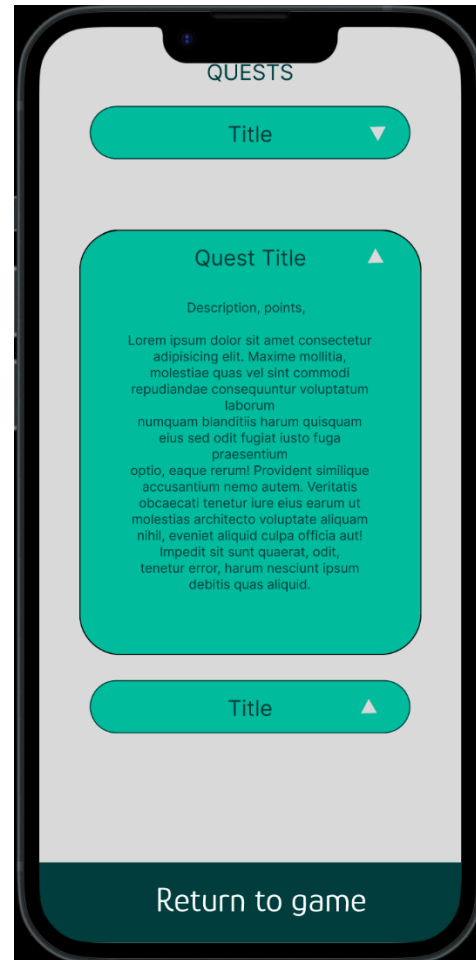 QUESTS
Title
Quest Title
Description, points,
Lorem ipsum dolor sit amet consectetur
adipisicing elit. Maxime mollitia,
molestiae quas vel sint commodi
repudiandae consequuntur voluptatum
laborum
numquam blanditiis harum quisquam
eius sed odit fugiat iusto fuga
praesentium
optio, eaque rerum! Provident similique
accusantium nemo autem. Veritatis
obcaecati tenetur iure eius earum ut
molestias architecto voluptate aliquam
nihil, eveniet aliquid culpa officia aut!
Impedit sit sunt quaerat, odit,
tenetur error, harum nesciunt ipsum
debitis quas aliquid.
Title
Return to game